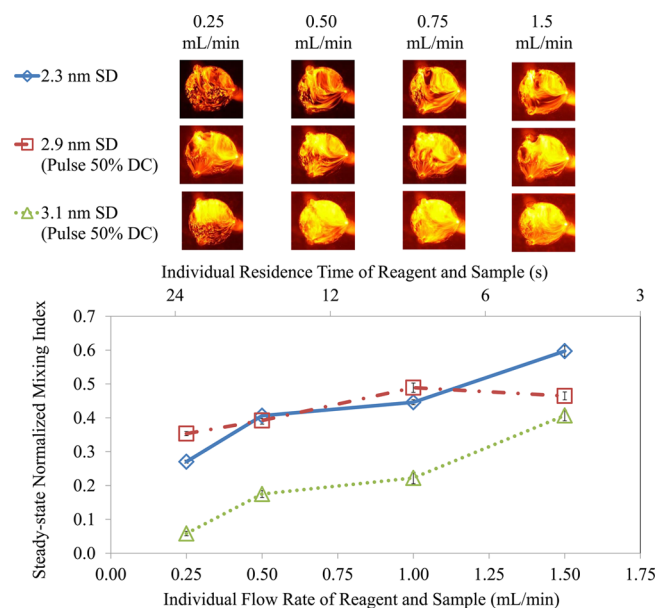 0.25 0.50 0.75 1.5
mL/min mL/min mL/min mL/min
2.3 nm SD
2.9 nm SD
(Pulse 50% DC)
3.1 nm SD
(Pulse 50% DC)
Individual Residence Time of Reagent and Sample (s)
24 12 6 3
0.7
0.6
0.5
0.4
0.3
0.2
0.1
0.0
Steady-state Normalized Mixing Index
0.00 0.25 0.50 0.75 1.00 1.25 1.50 1.75
Individual Flow Rate of Reagent and Sample (mL/min)